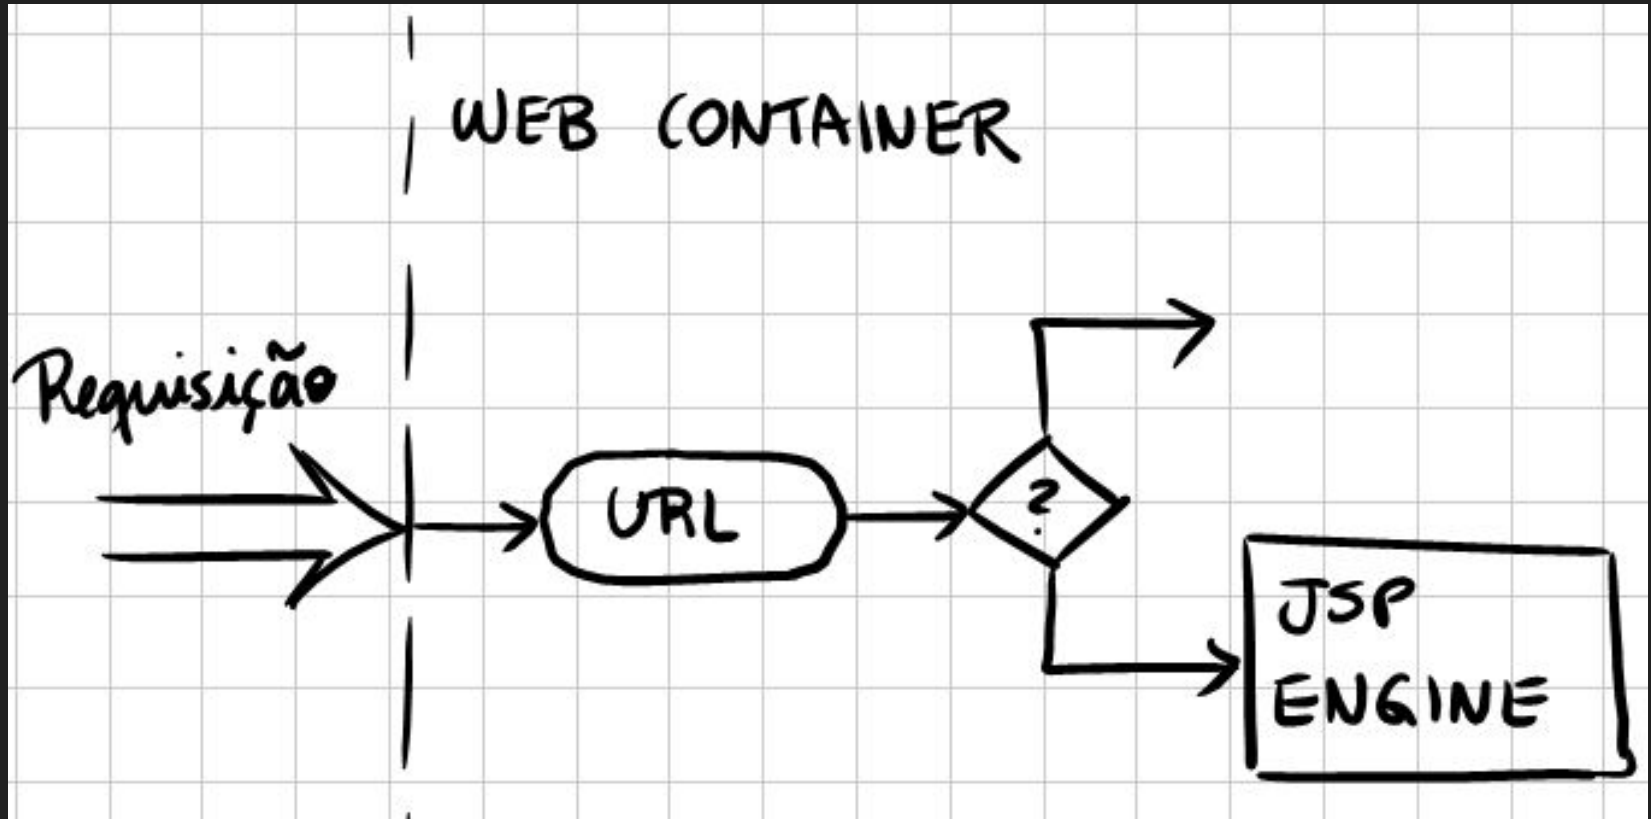 WEB CONTAINER
Requisição
URL
?
JSP
ENGINE